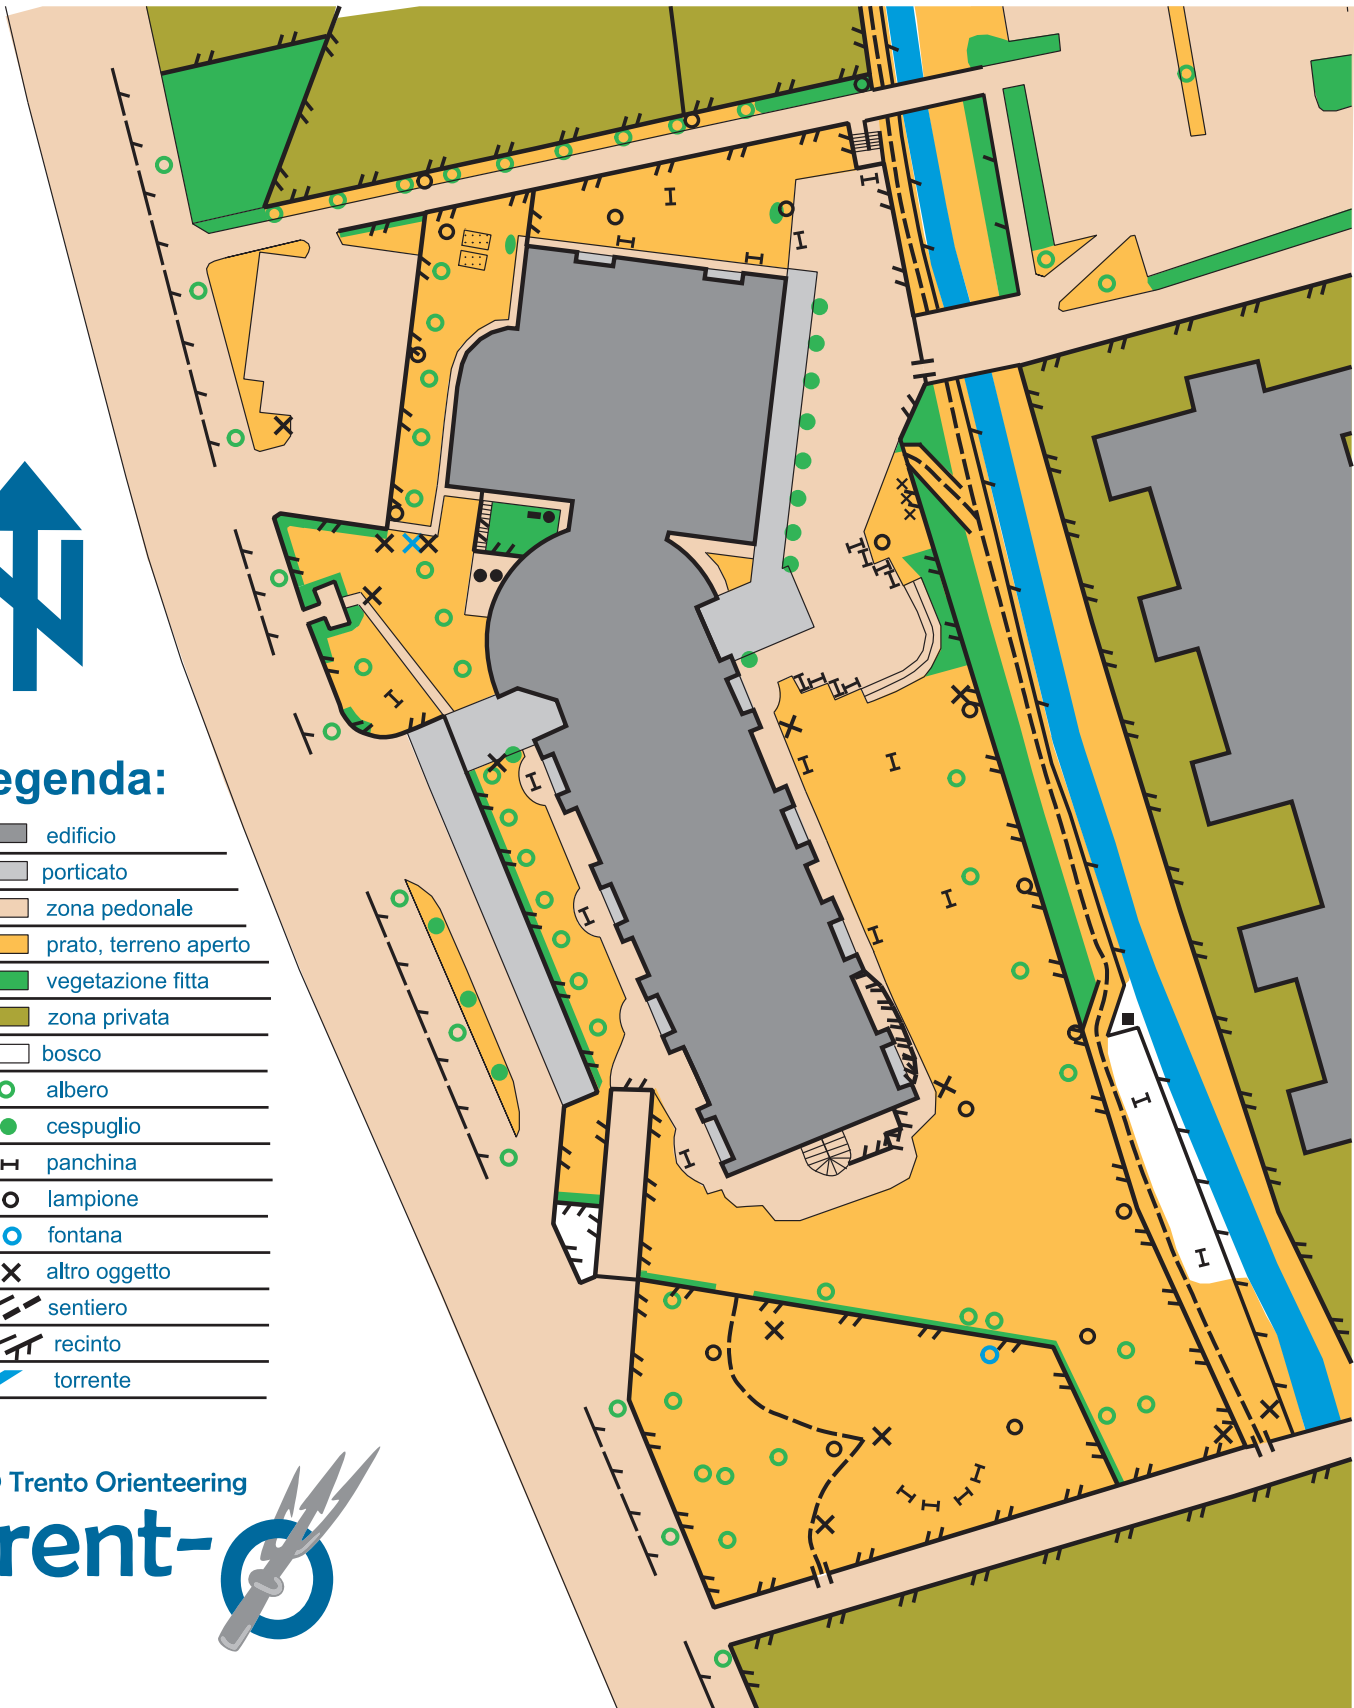 egenda:
edificio
porticato
zona pedonale
prato, terreno aperto
vegetazione fitta
zona privata
bosco
albero
cespuglio
panchina
lampione
fontana
altro oggetto
sentiero
recinto
torrente
Trento Orienteering
rent-O
N